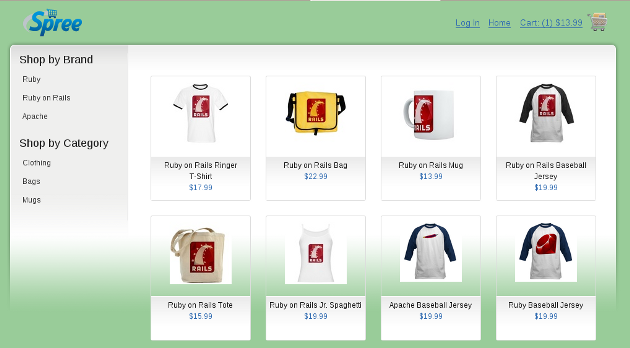 Spree
Log In Home Cart: (1) $13.99
Shop by Brand
Ruby
Ruby on Rails
Apache
Shop by Category
Clothing
Bags
Mugs
RAILS
RAILS
RAILS
RAILS
Ruby on Rails Ringer
T-Shirt
$17.99
Ruby on Rails Bag
$22.99
Ruby on Rails Mug
$13.99
Ruby on Rails Baseball
Jersey
$19.99
RAILS
RAILS
Ruby on Rails Tote
$15.99
Ruby on Rails Jr. Spaghetti
$19.99
Apache Baseball Jersey
$19.99
Ruby Baseball Jersey
$19.99